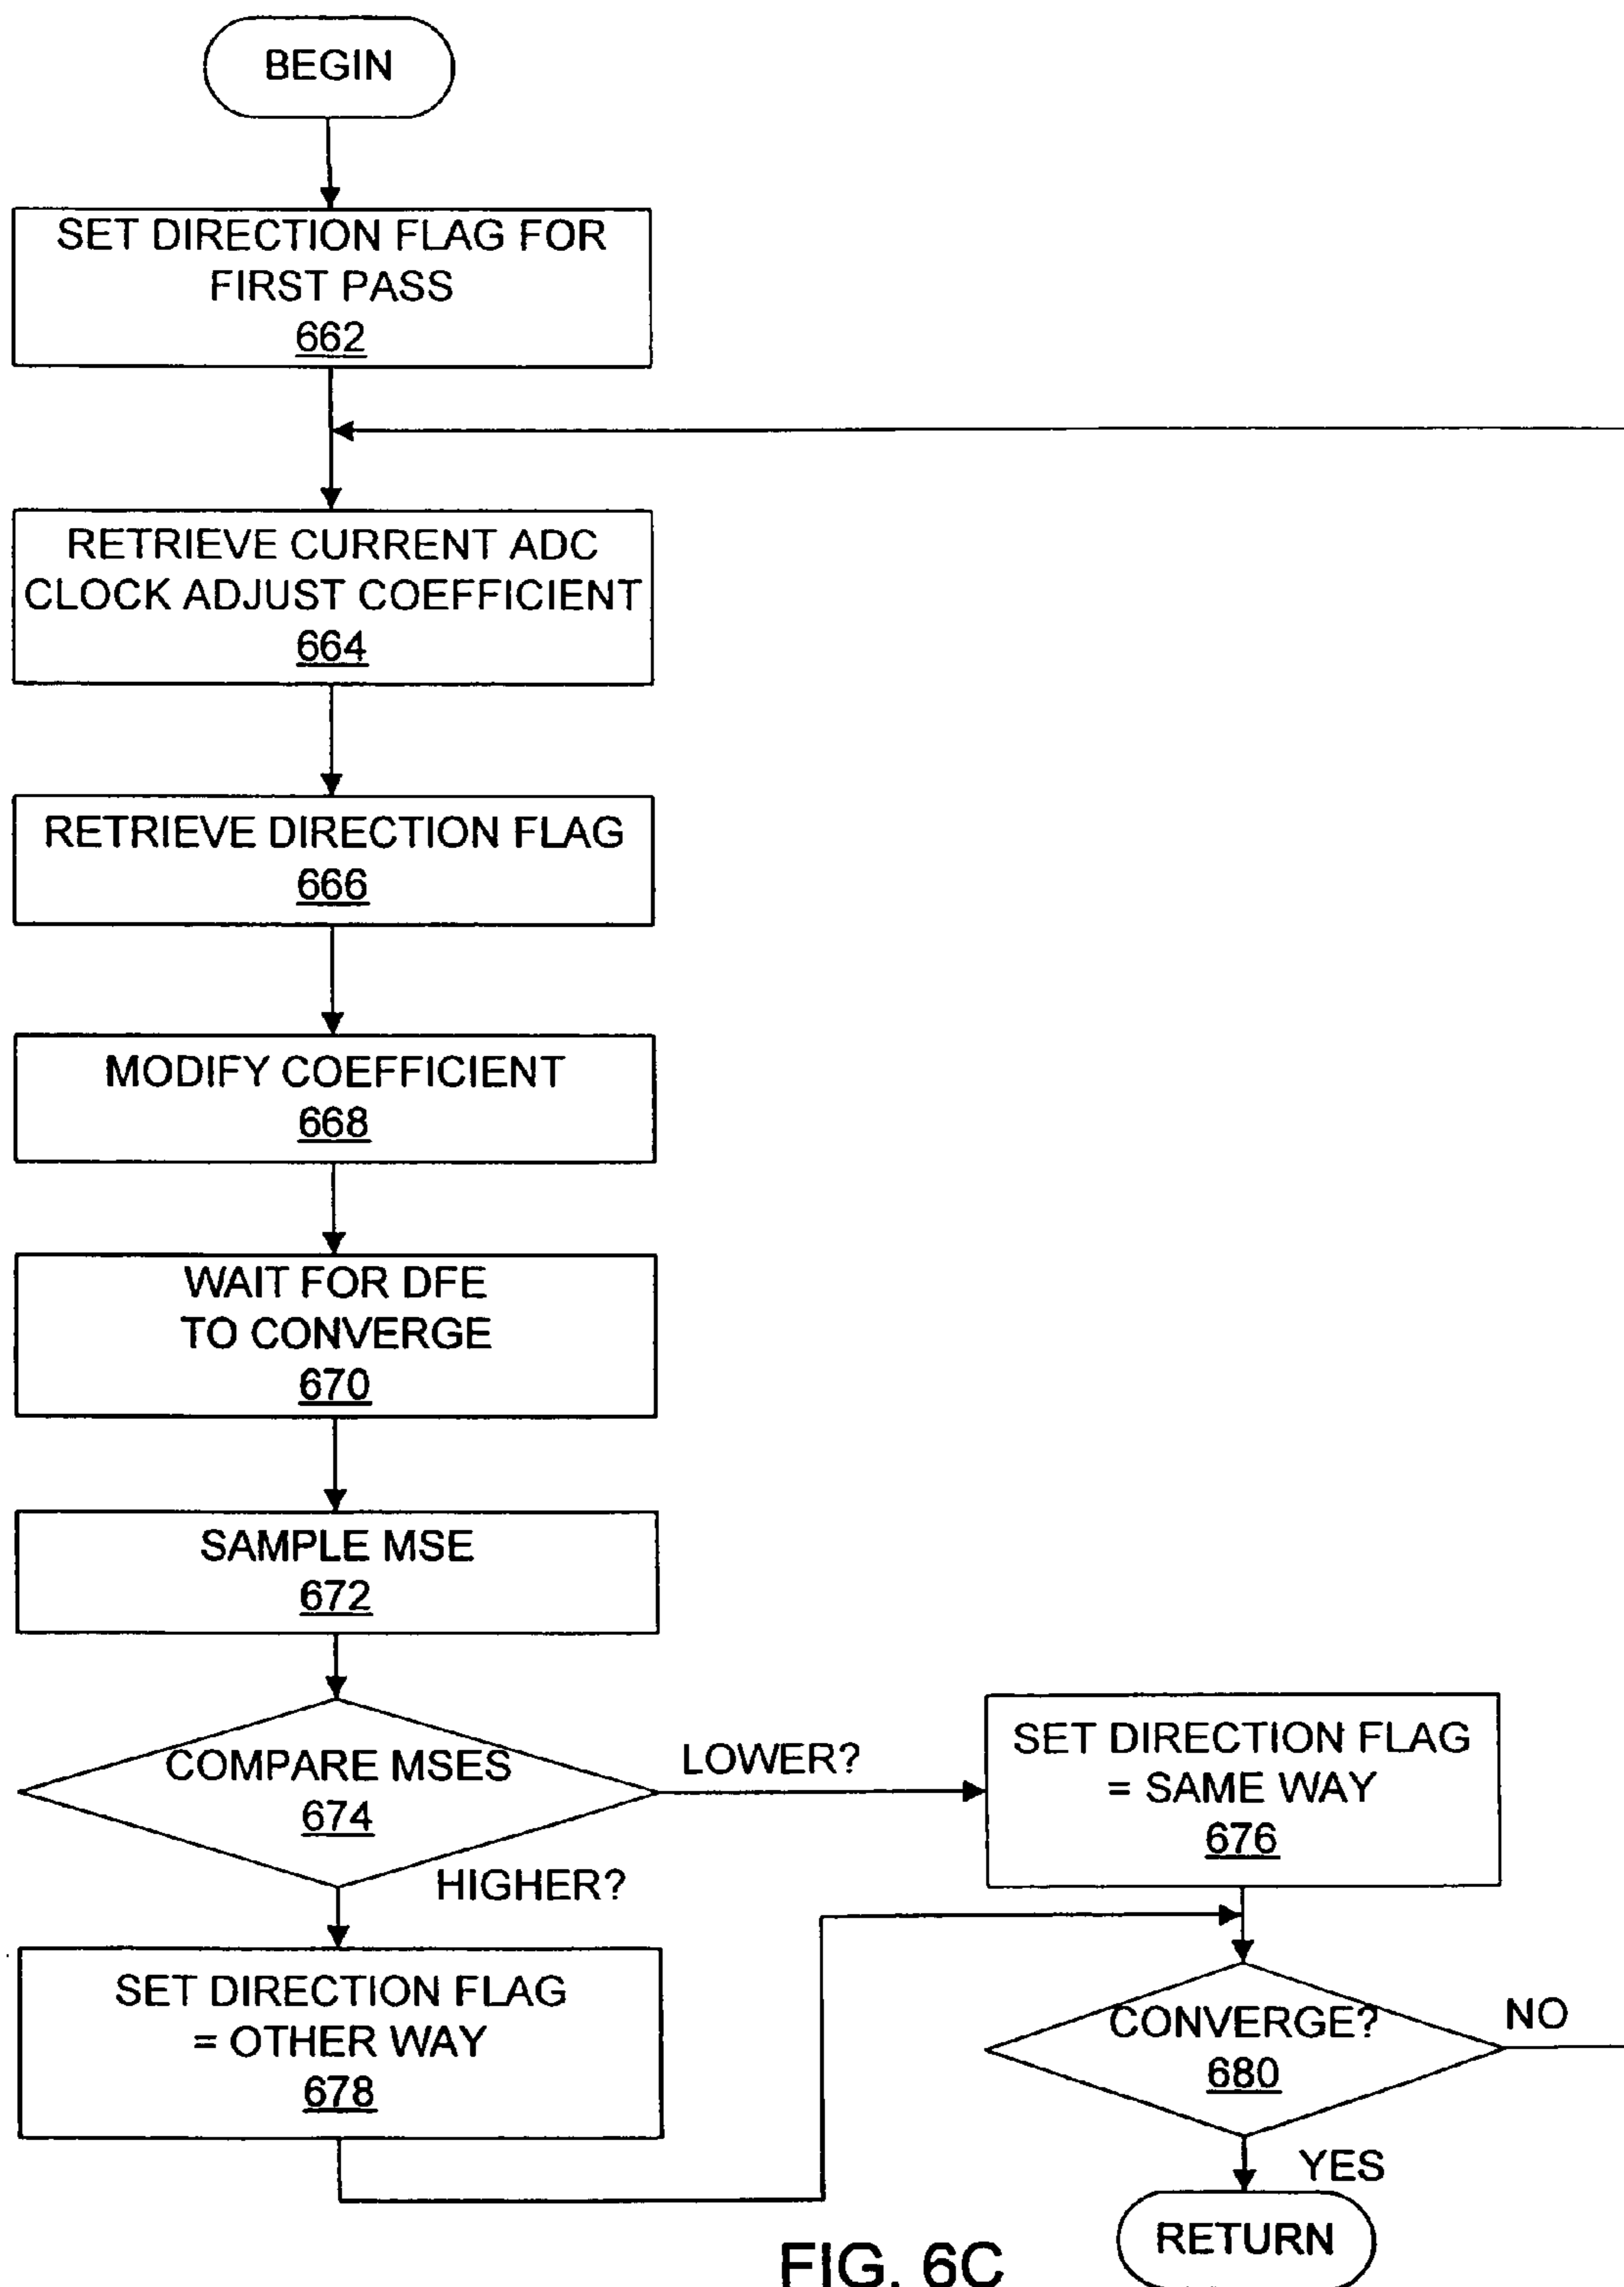 BEGIN
SET DIRECTION FLAG FOR
FIRST PASS
662
RETRIEVE CURRENT ADC
CLOCK ADJUST COEFFICIENT
664
RETRIEVE DIRECTION FLAG
666
MODIFY COEFFICIENT
668
WAIT FOR DFE
TO CONVERGE
670
SAMPLE MSE
672
COMPARE MSES
674
LOWER?
HIGHER?
SET DIRECTION FLAG
= SAME WAY
676
SET DIRECTION FLAG
= OTHER WAY
678
CONVERGE?
680
NO
YES
RETURN
FIG. 6C